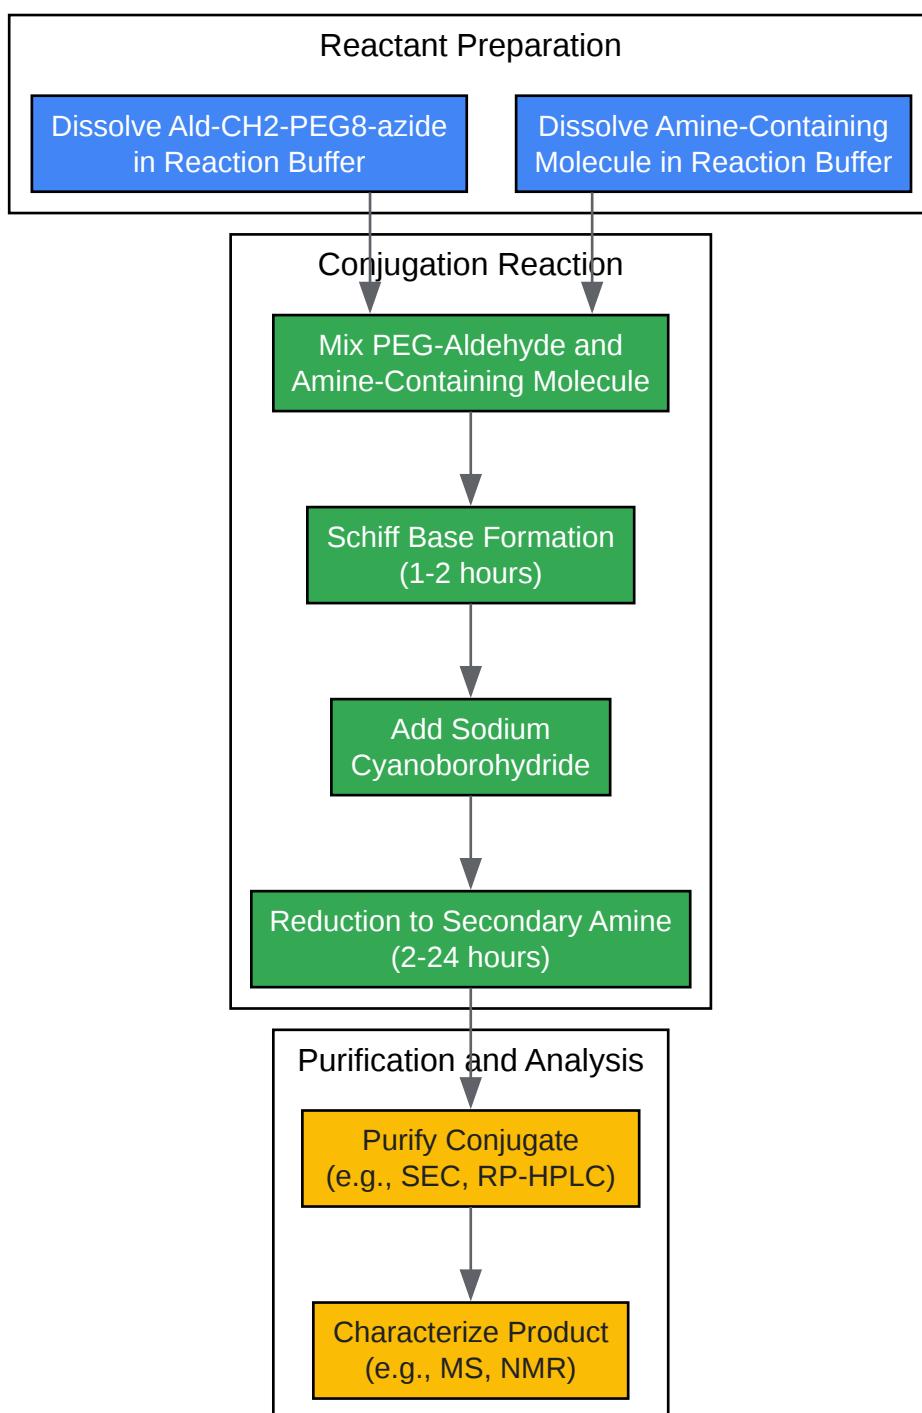 Reactant Preparation
Dissolve Ald-CH2-PEG8-azide
in Reaction Buffer
Dissolve Amine-Containing
Molecule in Reaction Buffer
Conjugation Reaction
Mix PEG-Aldehyde and
Amine-Containing Molecule
Schiff Base Formation
(1-2 hours)
Add Sodium
Cyanoborohydride
Reduction to Secondary Amine
(2-24 hours)
Purification and Analysis
Purify Conjugate
(e.g., SEC, RP-HPLC)
Characterize Product
(e.g., MS, NMR)